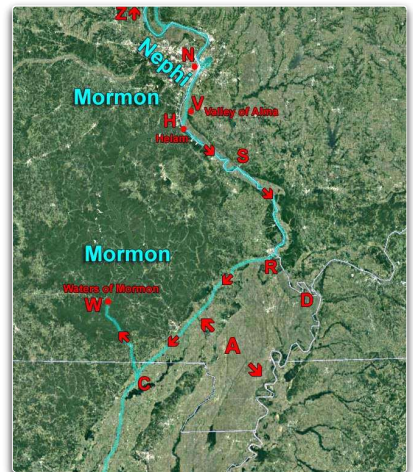 Z
N
Nephi
Mormon
V
Valley of Alma
H
Helam
S
Mormon
R
Waters of Mormon
W
D
A
C